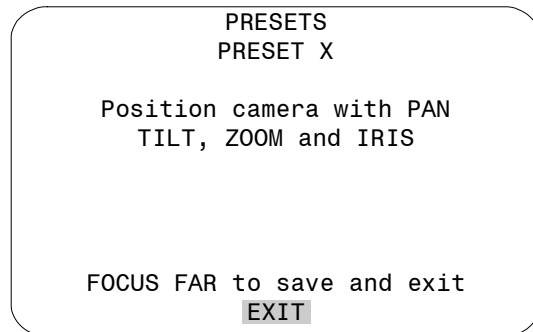 PRESETS
PRESET X
Position camera with PAN
TILT, ZOOM and IRIS
FOCUS FAR to save and exit
EXIT